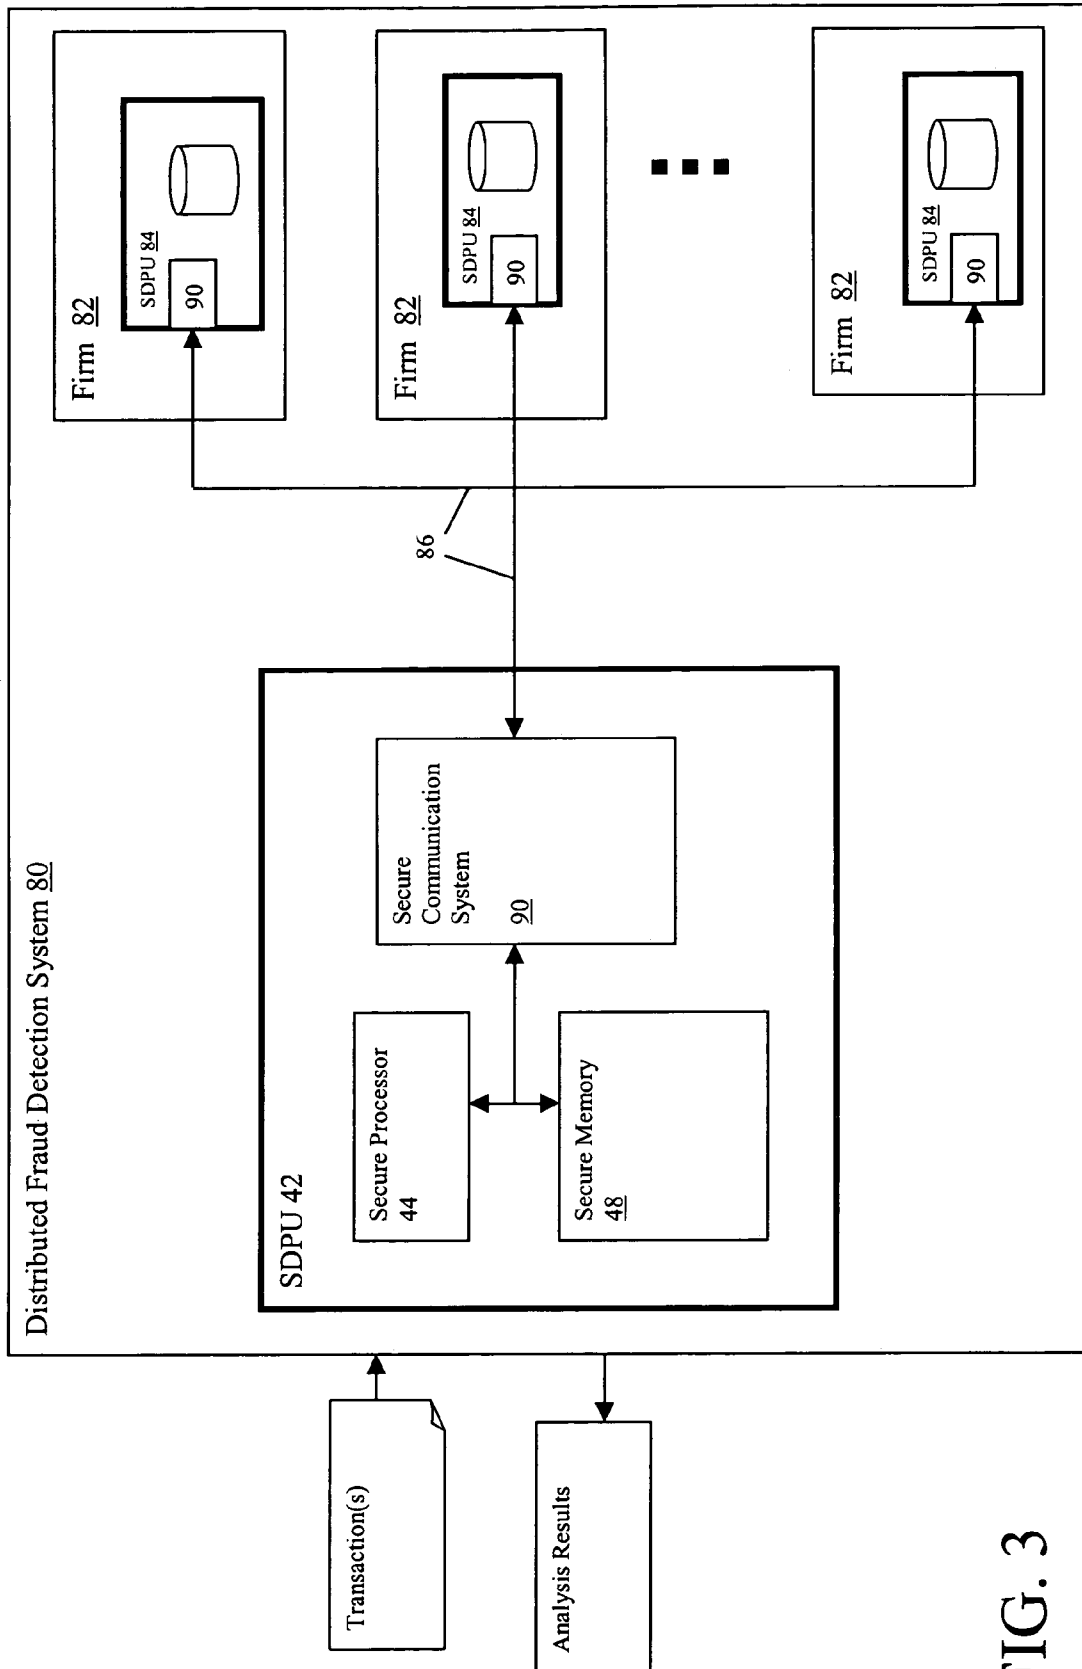 Distributed Fraud Detection System 80
Transaction(s)
Analysis Results
SDPU 42
Secure Processor
44
Secure Memory
48
Secure
Communication
System
90
86
Firm 82
SDPU 84
90
Firm 82
SDPU 84
90
Firm 82
SDPU 84
90
FIG. 3